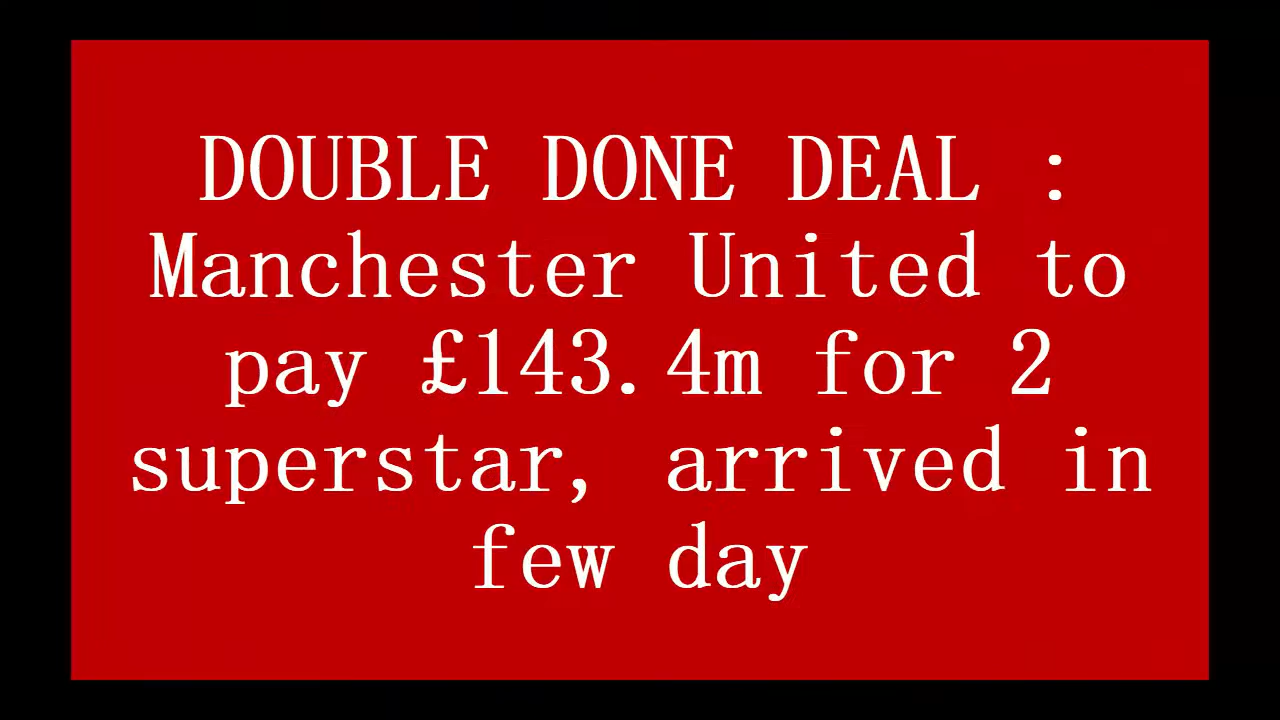 DOUBLE DONE DEAL :
Manchester United to
pay £143.4m for 2
superstar, arrived in
few day